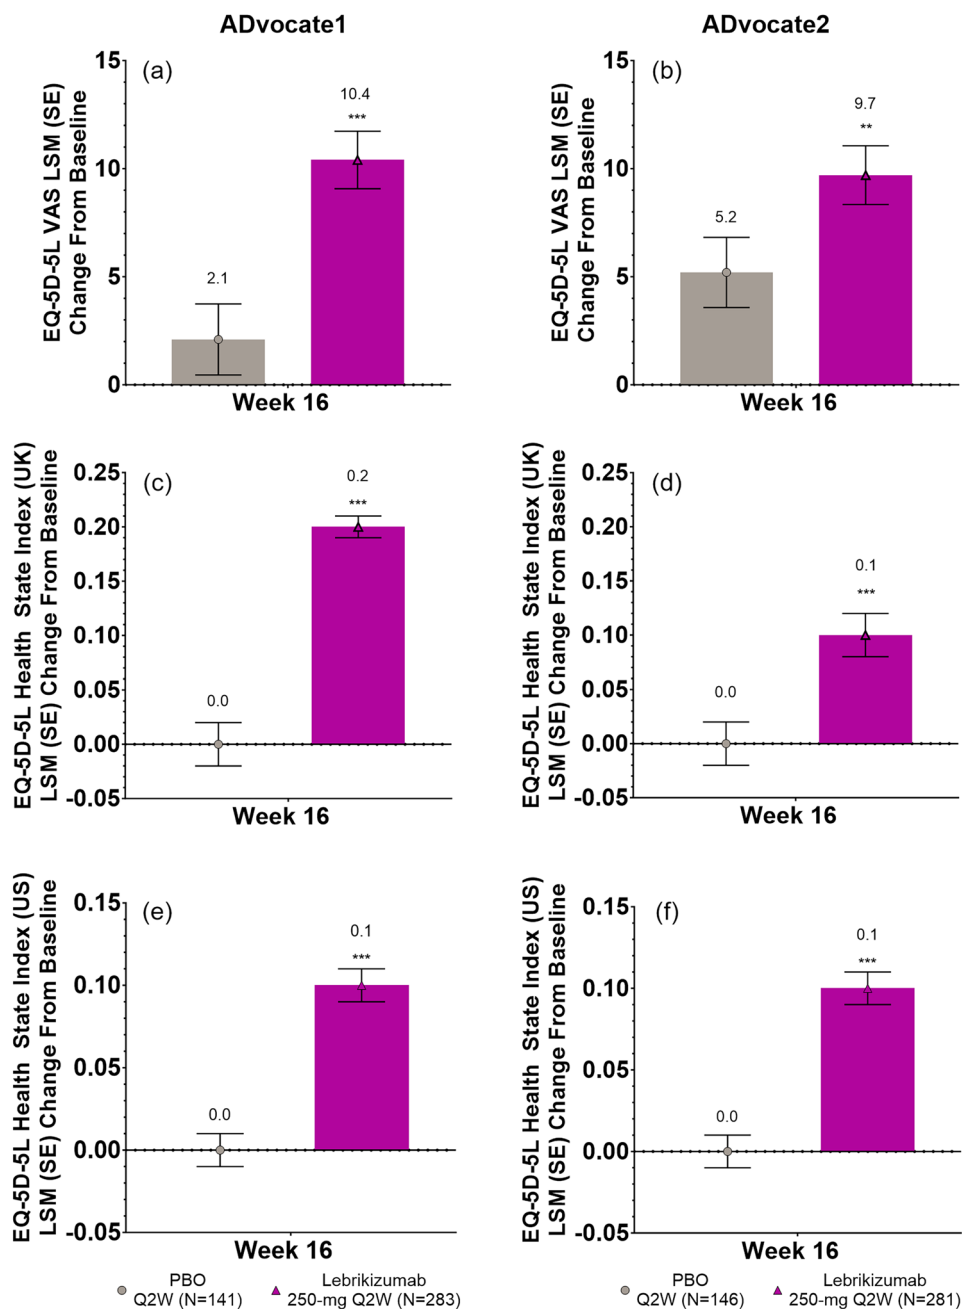 ADvocate1
ADvocate2
(a)
EQ-5D-5L VAS LSM (SE)
Change From Baseline
15
10
5
0
2.1
10.4
***
Week 16
(b)
EQ-5D-5L VAS LSM (SE)
Change From Baseline
15
10
5
0
5.2
9.7
**
Week 16
(c)
EQ-5D-5L Health State Index (UK)
LSM (SE) Change From Baseline
0.25
0.20
0.15
0.10
0.05
0.00
-0.05
0.0
0.2
***
Week 16
(d)
EQ-5D-5L Health State Index (UK)
LSM (SE) Change From Baseline
0.25
0.20
0.15
0.10
0.05
0.00
-0.05
0.0
0.1
***
Week 16
(e)
EQ-5D-5L Health State Index (US)
LSM (SE) Change From Baseline
0.15
0.10
0.05
0.00
-0.05
0.0
0.1
***
Week 16
(f)
EQ-5D-5L Health State Index (US)
LSM (SE) Change From Baseline
0.15
0.10
0.05
0.00
-0.05
0.0
0.1
***
Week 16
PBO
Q2W (N=141)
Lebrikizumab
250-mg Q2W (N=283)
PBO
Q2W (N=146)
Lebrikizumab
250-mg Q2W (N=281)